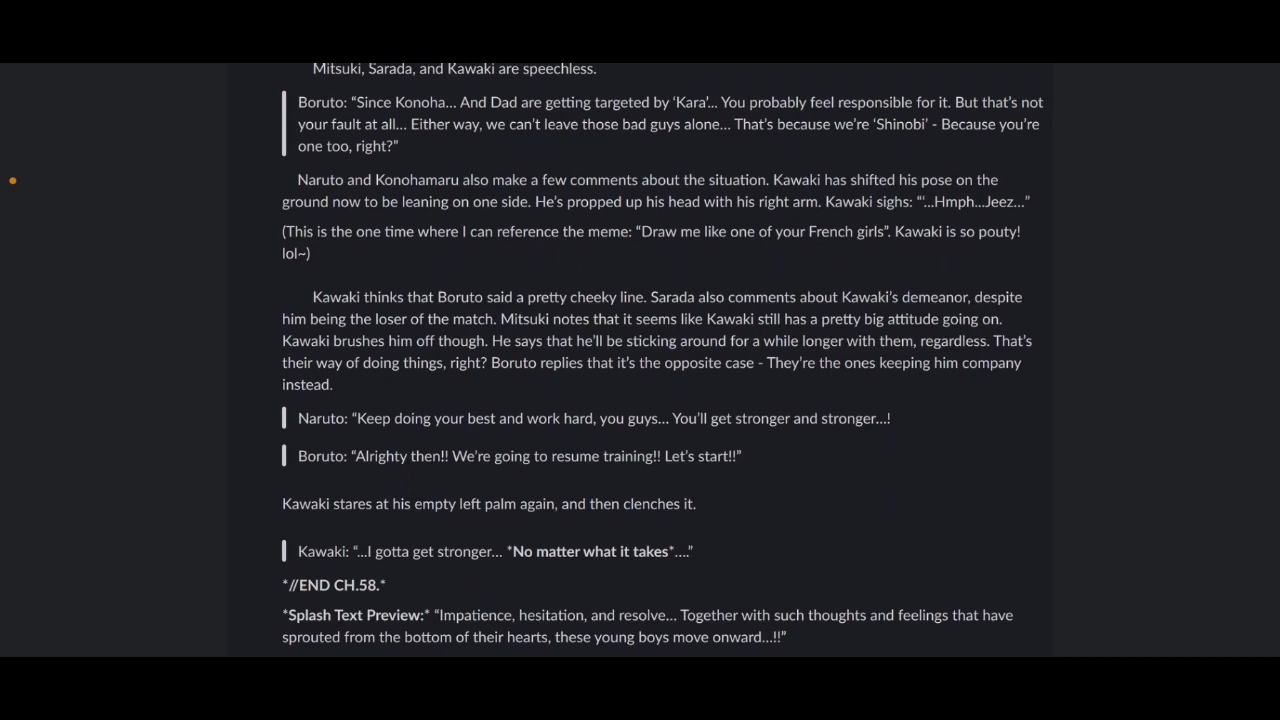 Mitsuki, Sarada, and Kawaki are speechless.
Boruto: “Since Konoha... And Dad are getting targeted by ‘Kara’... You probably feel responsible for it. But that’s not
your fault at all... Either way, we can’t leave those bad guys alone... That’s because we’re ‘Shinobi’ - Because you’re
one too, right?”
Naruto and Konohamaru also make a few comments about the situation. Kawaki has shifted his pose on the
ground now to be leaning on one side. He’s propped up his head with his right arm. Kawaki sighs: “‘...Hmph...Jeez...”
(This is the one time where I can reference the meme: “Draw me like one of your French girls”. Kawaki is so pouty!
lol~)
Kawaki thinks that Boruto said a pretty cheeky line. Sarada also comments about Kawaki’s demeanor, despite
him being the loser of the match. Mitsuki notes that it seems like Kawaki still has a pretty big attitude going on.
Kawaki brushes him off though. He says that he’ll be sticking around for a while longer with them, regardless. That’s
their way of doing things, right? Boruto replies that it’s the opposite case - They’re the ones keeping him company
instead.
Naruto: “Keep doing your best and work hard, you guys... You’ll get stronger and stronger...!
Boruto: “Alrighty then!! We’re going to resume training!! Let’s start!!”
Kawaki stares at his empty left palm again, and then clenches it.
Kawaki: “...I gotta get stronger... *No matter what it takes*....”
*//END CH.58.*
*Splash Text Preview:* “Impatience, hesitation, and resolve... Together with such thoughts and feelings that have
sprouted from the bottom of their hearts, these young boys move onward...!!”